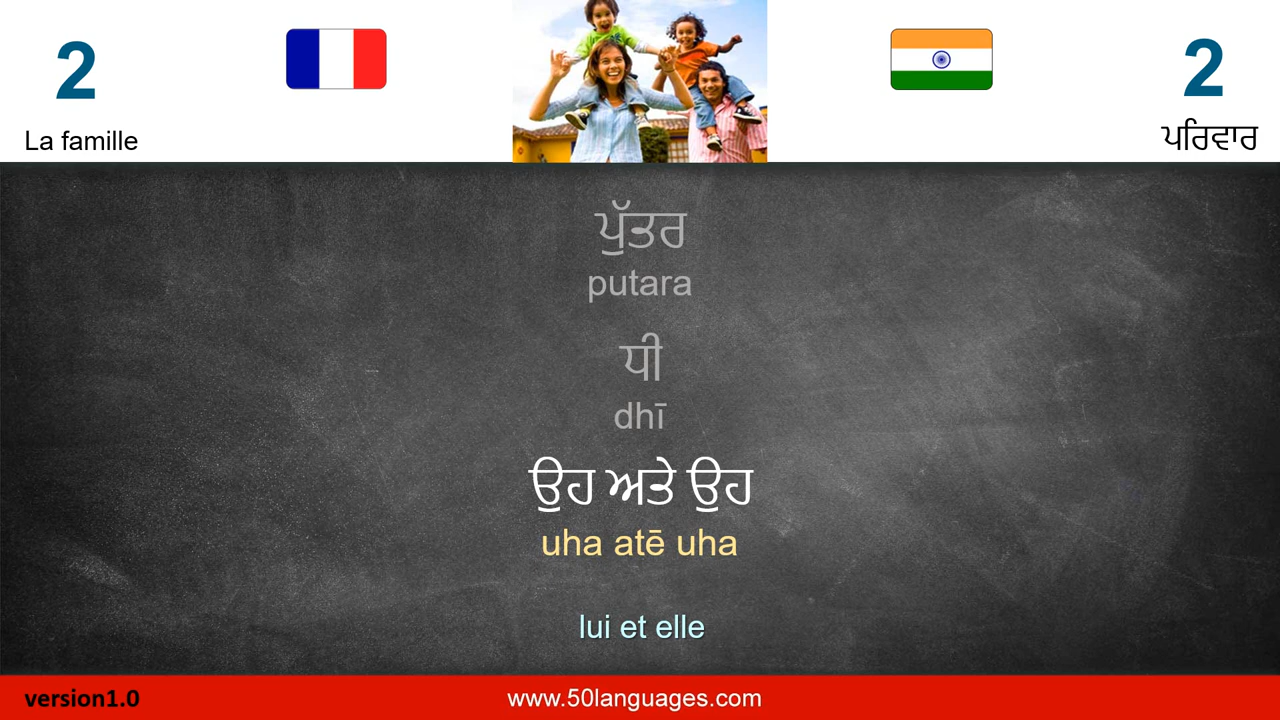 2
2
La famille
ਪਰਿਵਾਰ
ਪੁੱਤਰ
putara
ਧੀ
dhī
ਉਹ ਅਤੇ ਉਹ
uha atē uha
lui et elle
version1.0
www.50languages.com